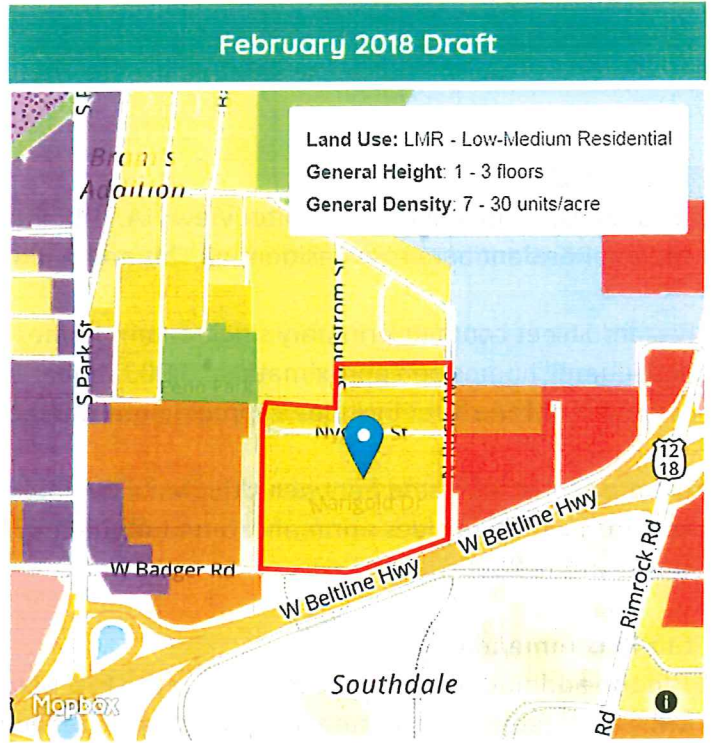 February 2018 Draft
Land Use: LMR - Low-Medium Residential
General Height: 1 - 3 floors
General Density: 7 - 30 units/acre
S Park St
W Badger Rd
W Beltline Hwy
W Beltline Hwy
Marigold Dr
12
18
Rimrock Rd
Rd
Southdale
Mapbox
i